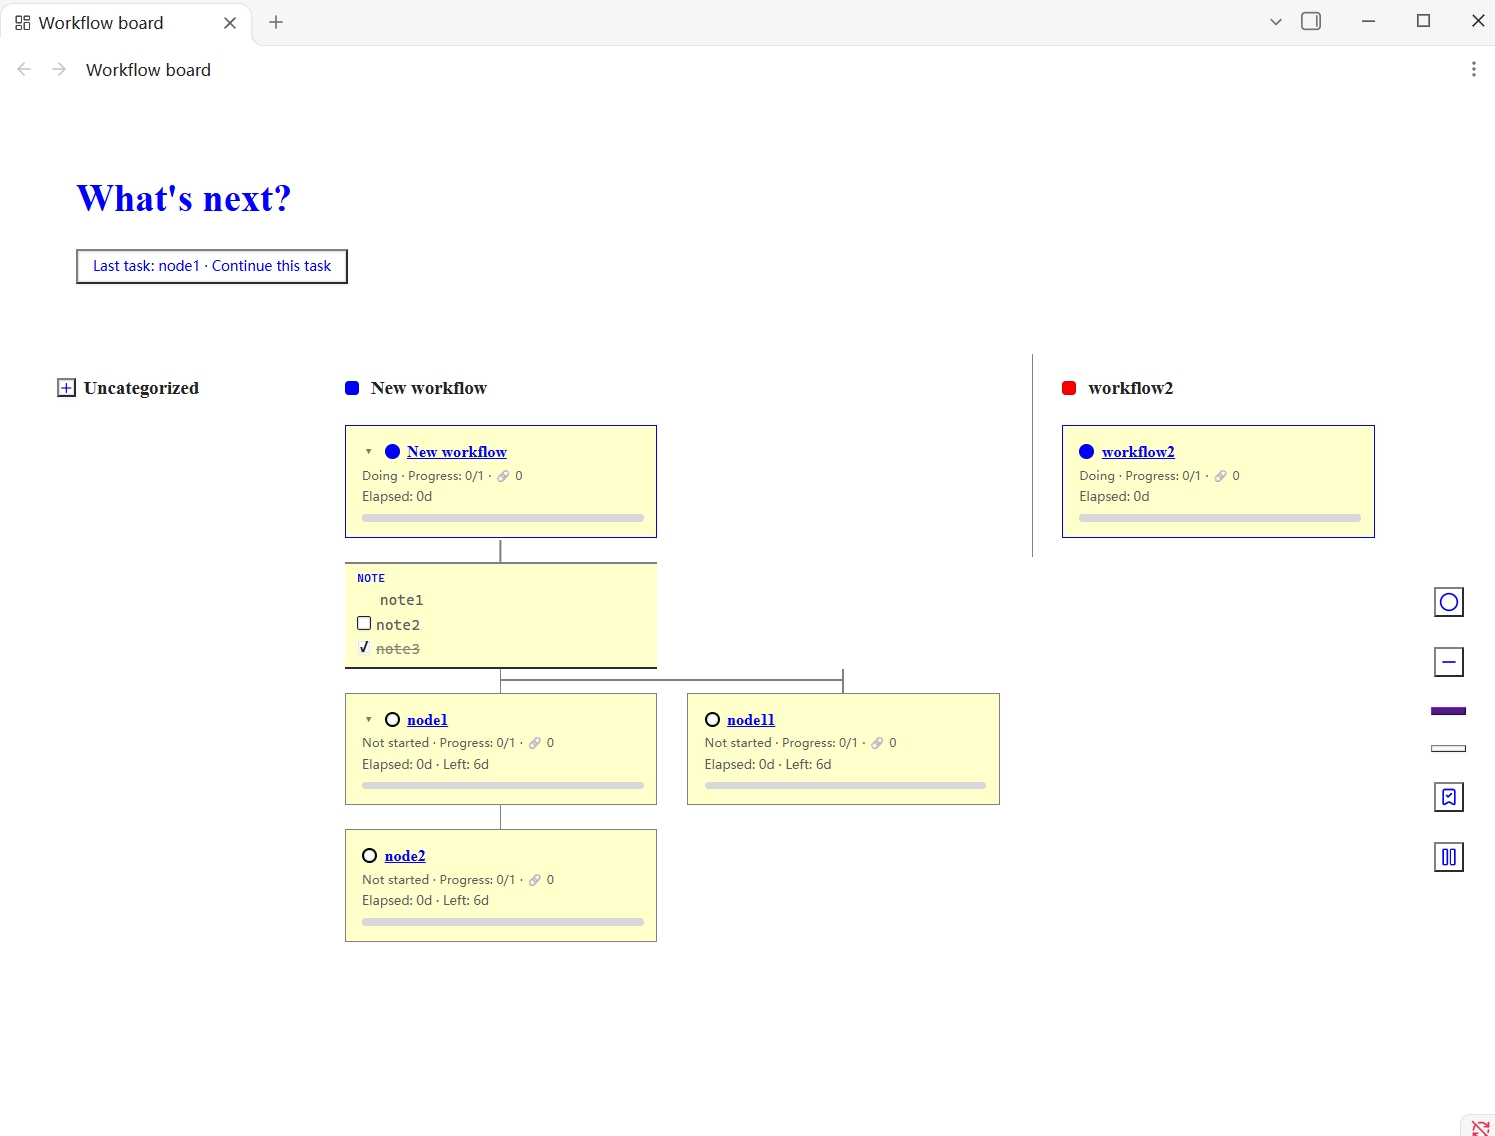 Workflow board
Workflow board
What's next?
Last task: node1 · Continue this task
Uncategorized
New workflow
New workflow
Doing · Progress: 0/1 · 🔗 0
Elapsed: 0d
NOTE
note1
note2
note3
node1
Not started · Progress: 0/1 · 🔗 0
Elapsed: 0d · Left: 6d
node11
Not started · Progress: 0/1 · 🔗 0
Elapsed: 0d · Left: 6d
node2
Not started · Progress: 0/1 · 🔗 0
Elapsed: 0d · Left: 6d
workflow2
workflow2
Doing · Progress: 0/1 · 🔗 0
Elapsed: 0d